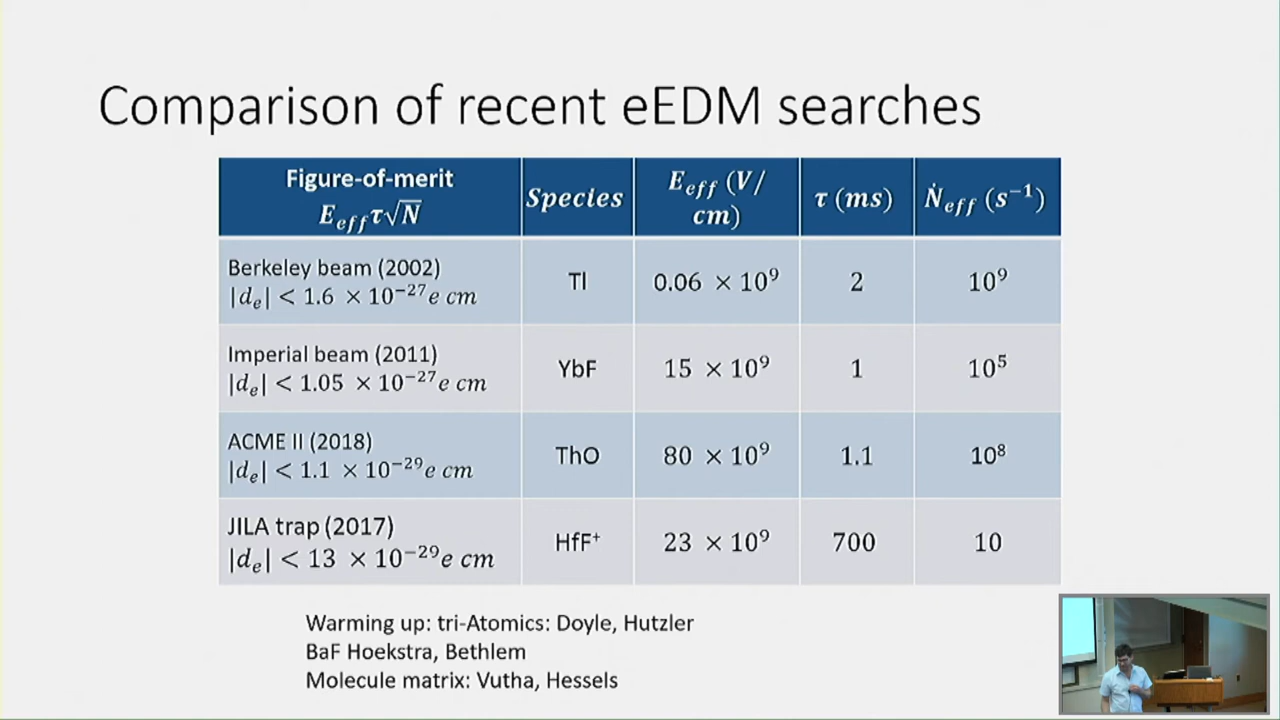 Comparison of recent eEDM searches
Figure-of-merit
E_eff τ√N
Species
E_eff (V/
cm)
τ (ms)
Ṅ_eff (s⁻¹)
Berkeley beam (2002)
|d_e| < 1.6 × 10⁻²⁷ e cm
Tl
0.06 × 10⁹
2
10⁹
Imperial beam (2011)
|d_e| < 1.05 × 10⁻²⁷ e cm
YbF
15 × 10⁹
1
10⁵
ACME II (2018)
|d_e| < 1.1 × 10⁻²⁹ e cm
ThO
80 × 10⁹
1.1
10⁸
JILA trap (2017)
|d_e| < 13 × 10⁻²⁹ e cm
HfF⁺
23 × 10⁹
700
10
Warming up: tri-Atomics: Doyle, Hutzler
BaF Hoekstra, Bethlem
Molecule matrix: Vutha, Hessels